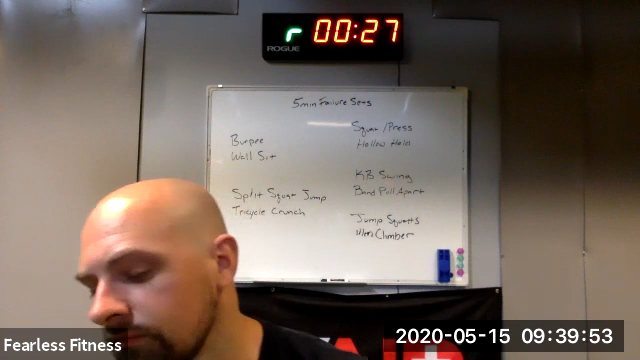 r 00:27
ROGUE
5min Failure Sets
Burpee
Wall Sit
Split Squat Jump
Tricycle Crunch
Squat/Press
Hollow Hold
KB Swing
Band Pull Apart
Jump Squats
Mtn Climber
Fearless Fitness
2020-05-15 09:39:53